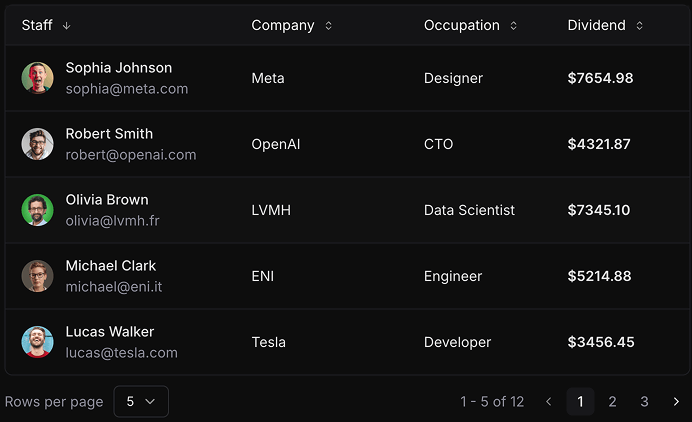 Staff Company Occupation Dividend
Sophia Johnson
sophia@meta.com
Meta Designer $7654.98
Robert Smith
robert@openai.com
OpenAI CTO $4321.87
Olivia Brown
olivia@lvmh.fr
LVMH Data Scientist $7345.10
Michael Clark
michael@eni.it
ENI Engineer $5214.88
Lucas Walker
lucas@tesla.com
Tesla Developer $3456.45
Rows per page 5 1 - 5 of 12 1 2 3